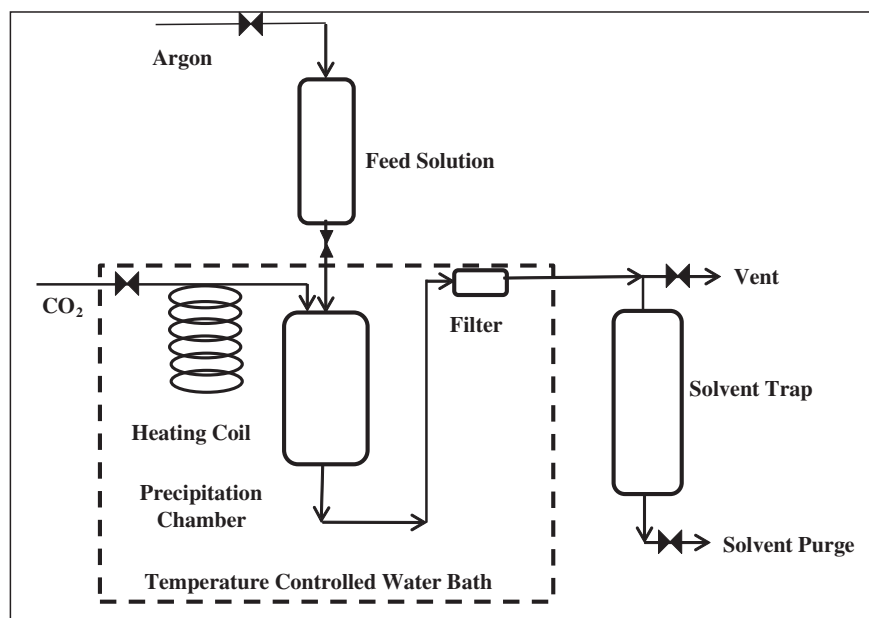 Argon
Feed Solution
CO₂
Vent
Filter
Solvent Trap
Heating Coil
Precipitation
Chamber
Solvent Purge
Temperature Controlled Water Bath